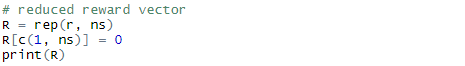 # reduced reward vector
R = rep(r, ns)
R[c(1, ns)] = 0
print(R)